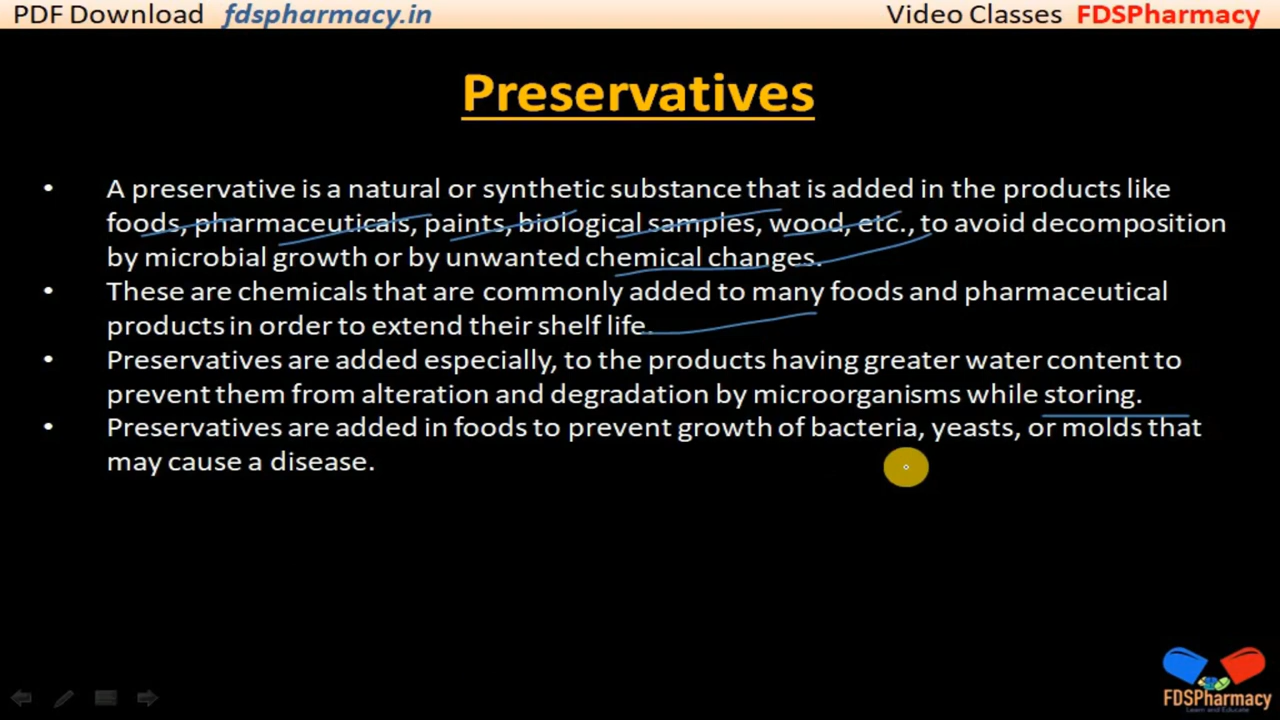 PDF Download fdspharmacy.in Video Classes FDSPharmacy
Preservatives
• A preservative is a natural or synthetic substance that is added in the products like
foods, pharmaceuticals, paints, biological samples, wood, etc., to avoid decomposition
by microbial growth or by unwanted chemical changes.
• These are chemicals that are commonly added to many foods and pharmaceutical
products in order to extend their shelf life.
• Preservatives are added especially, to the products having greater water content to
prevent them from alteration and degradation by microorganisms while storing.
• Preservatives are added in foods to prevent growth of bacteria, yeasts, or molds that
may cause a disease.
FDSPharmacy
Learn and Educate